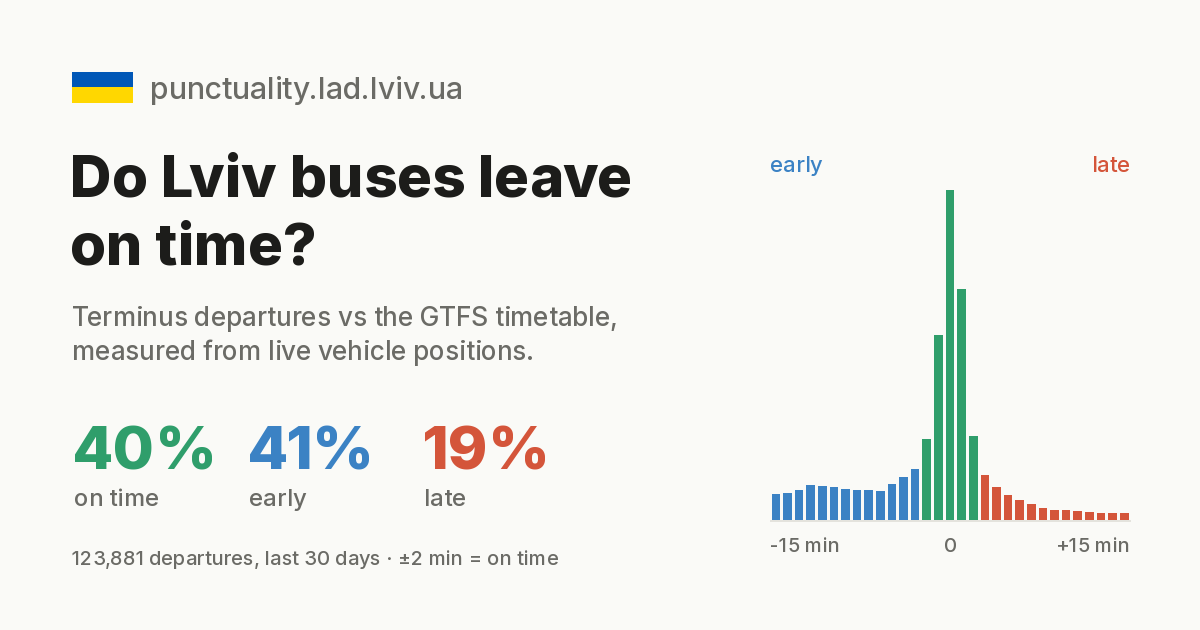 punctuality.lad.lviv.ua
Do Lviv buses leave
on time?
Terminus departures vs the GTFS timetable,
measured from live vehicle positions.
40% 41% 19%
on time early late
123,881 departures, last 30 days · ±2 min = on time
early late
-15 min 0 +15 min